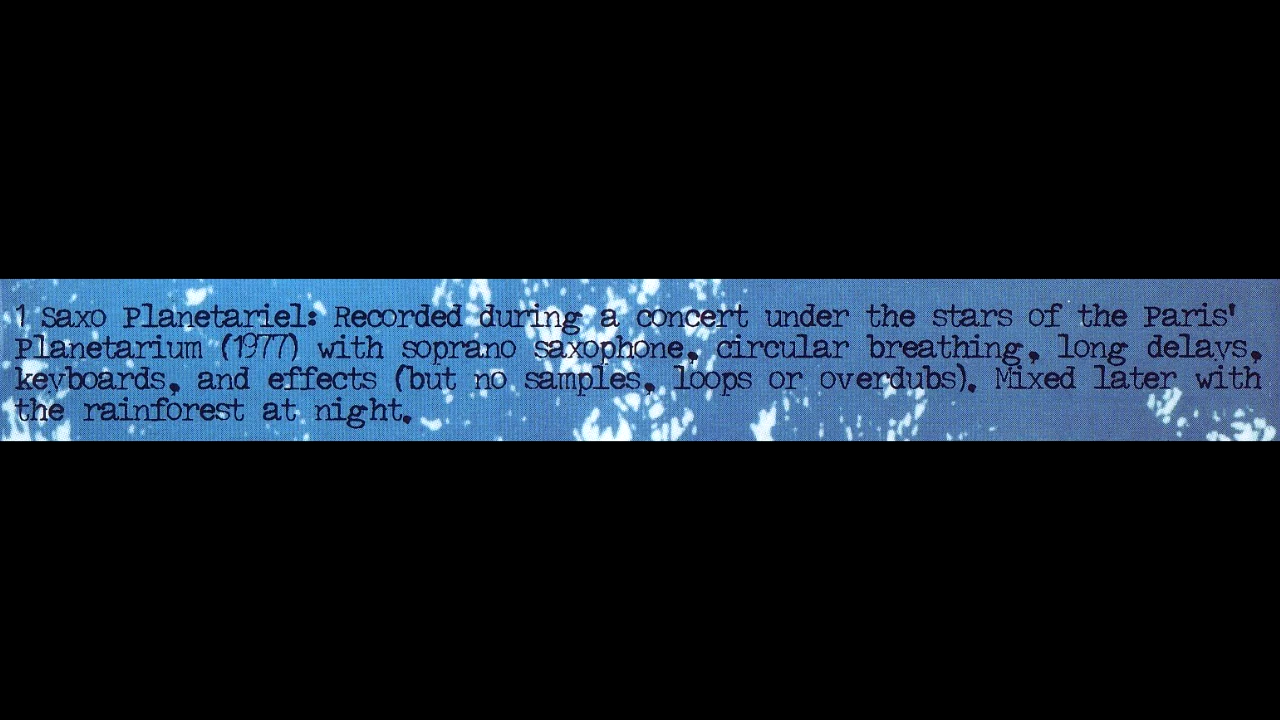 1 Saxo Planetariel: Recorded during a concert under the stars of the Paris'
Planetarium (1977) with soprano saxophone, circular breathing, long delays,
keyboards, and effects (but no samples, loops or overdubs). Mixed later with
the rainforest at night.